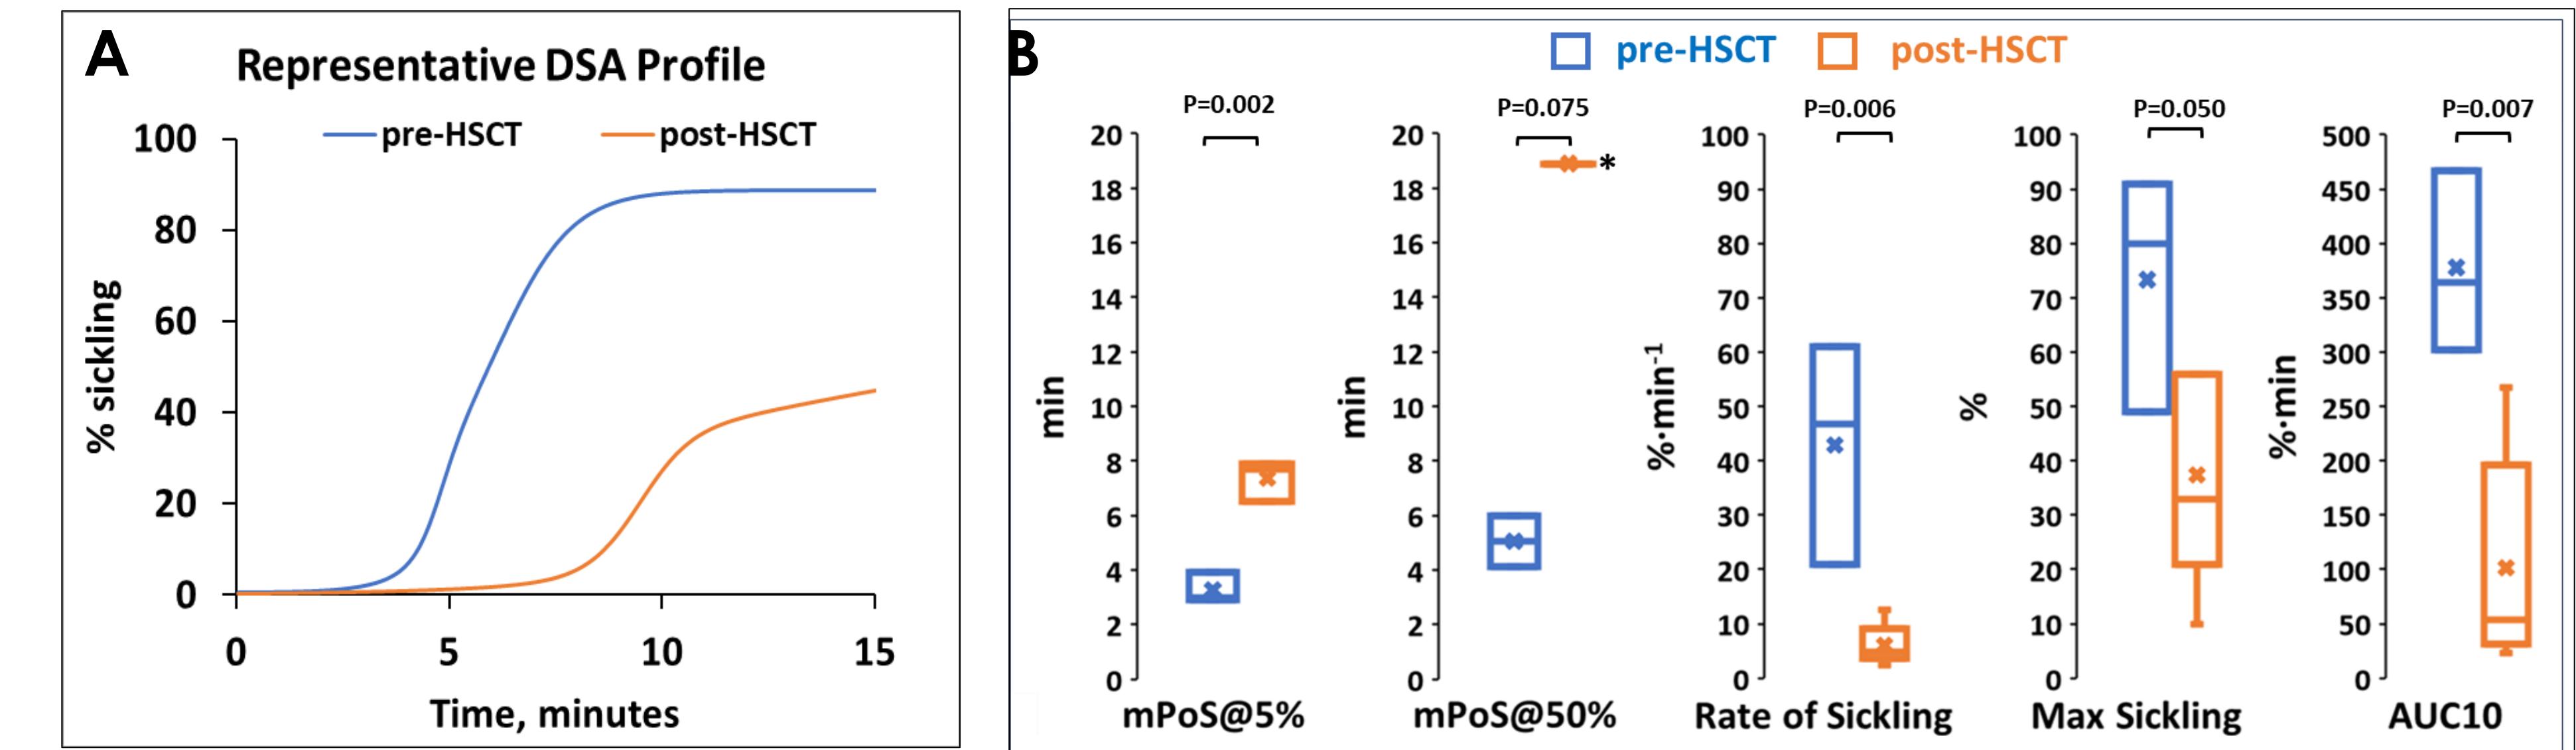 A
Representative DSA Profile
pre-HSCT post-HSCT
100
80
60
40
20
0
% sickling
0 5 10 15
Time, minutes
B
pre-HSCT post-HSCT
P=0.002
20
18
16
14
12
10
8
6
4
2
0
min
mPoS@5%
P=0.075
20
18
16
14
12
10
8
6
4
2
0
min
*
mPoS@50%
P=0.006
100
90
80
70
60
50
40
30
20
10
0
%·min⁻¹
Rate of Sickling
P=0.050
100
90
80
70
60
50
40
30
20
10
0
%
Max Sickling
P=0.007
500
450
400
350
300
250
200
150
100
50
0
%·min
AUC10